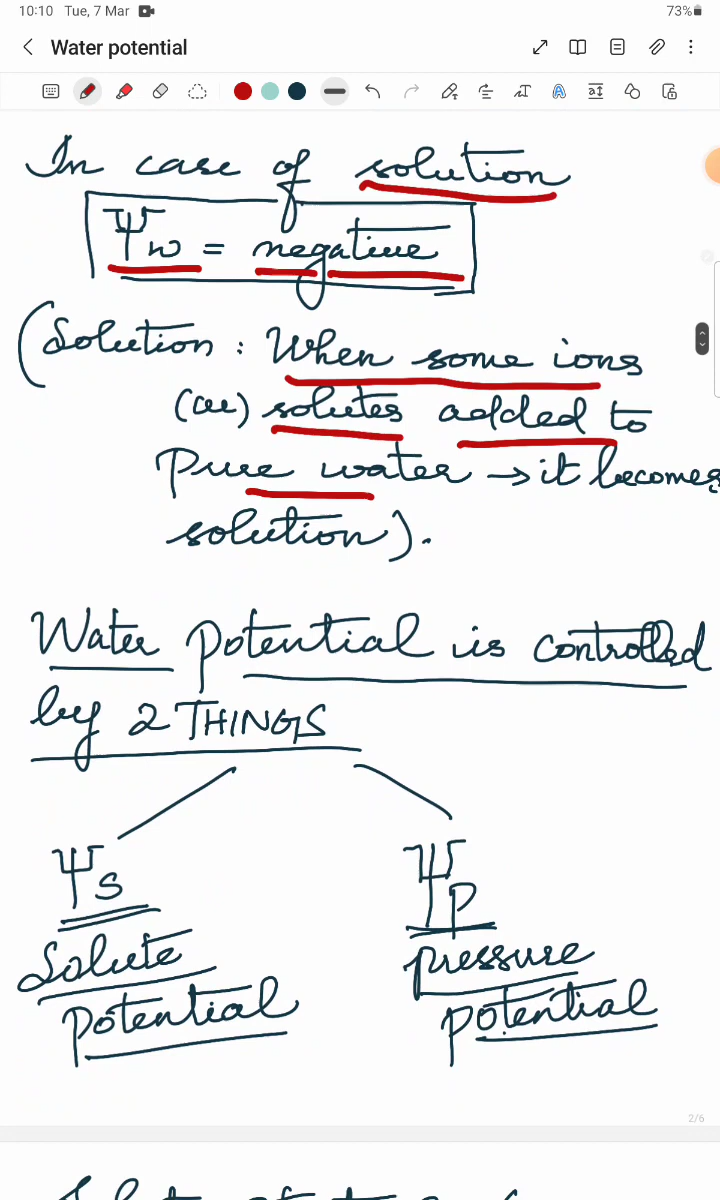 10:10 Tue, 7 Mar 73%
Water potential
In case of solution
Ψw = negative
(Solution : When some ions
(or) solutes added to
Pure water → it becomes
solution).
Water potential is controlled
by 2 THINGS
Ψs Ψp
Solute pressure
potential potential
2/6